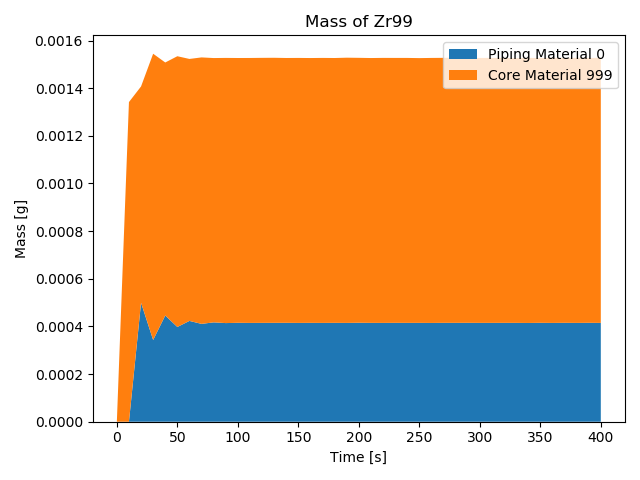 Mass of Zr99
Piping Material 0
Core Material 999
0.0016
0.0014
0.0012
0.0010
0.0008
0.0006
0.0004
0.0002
0.0000
Mass [g]
0 50 100 150 200 250 300 350 400
Time [s]